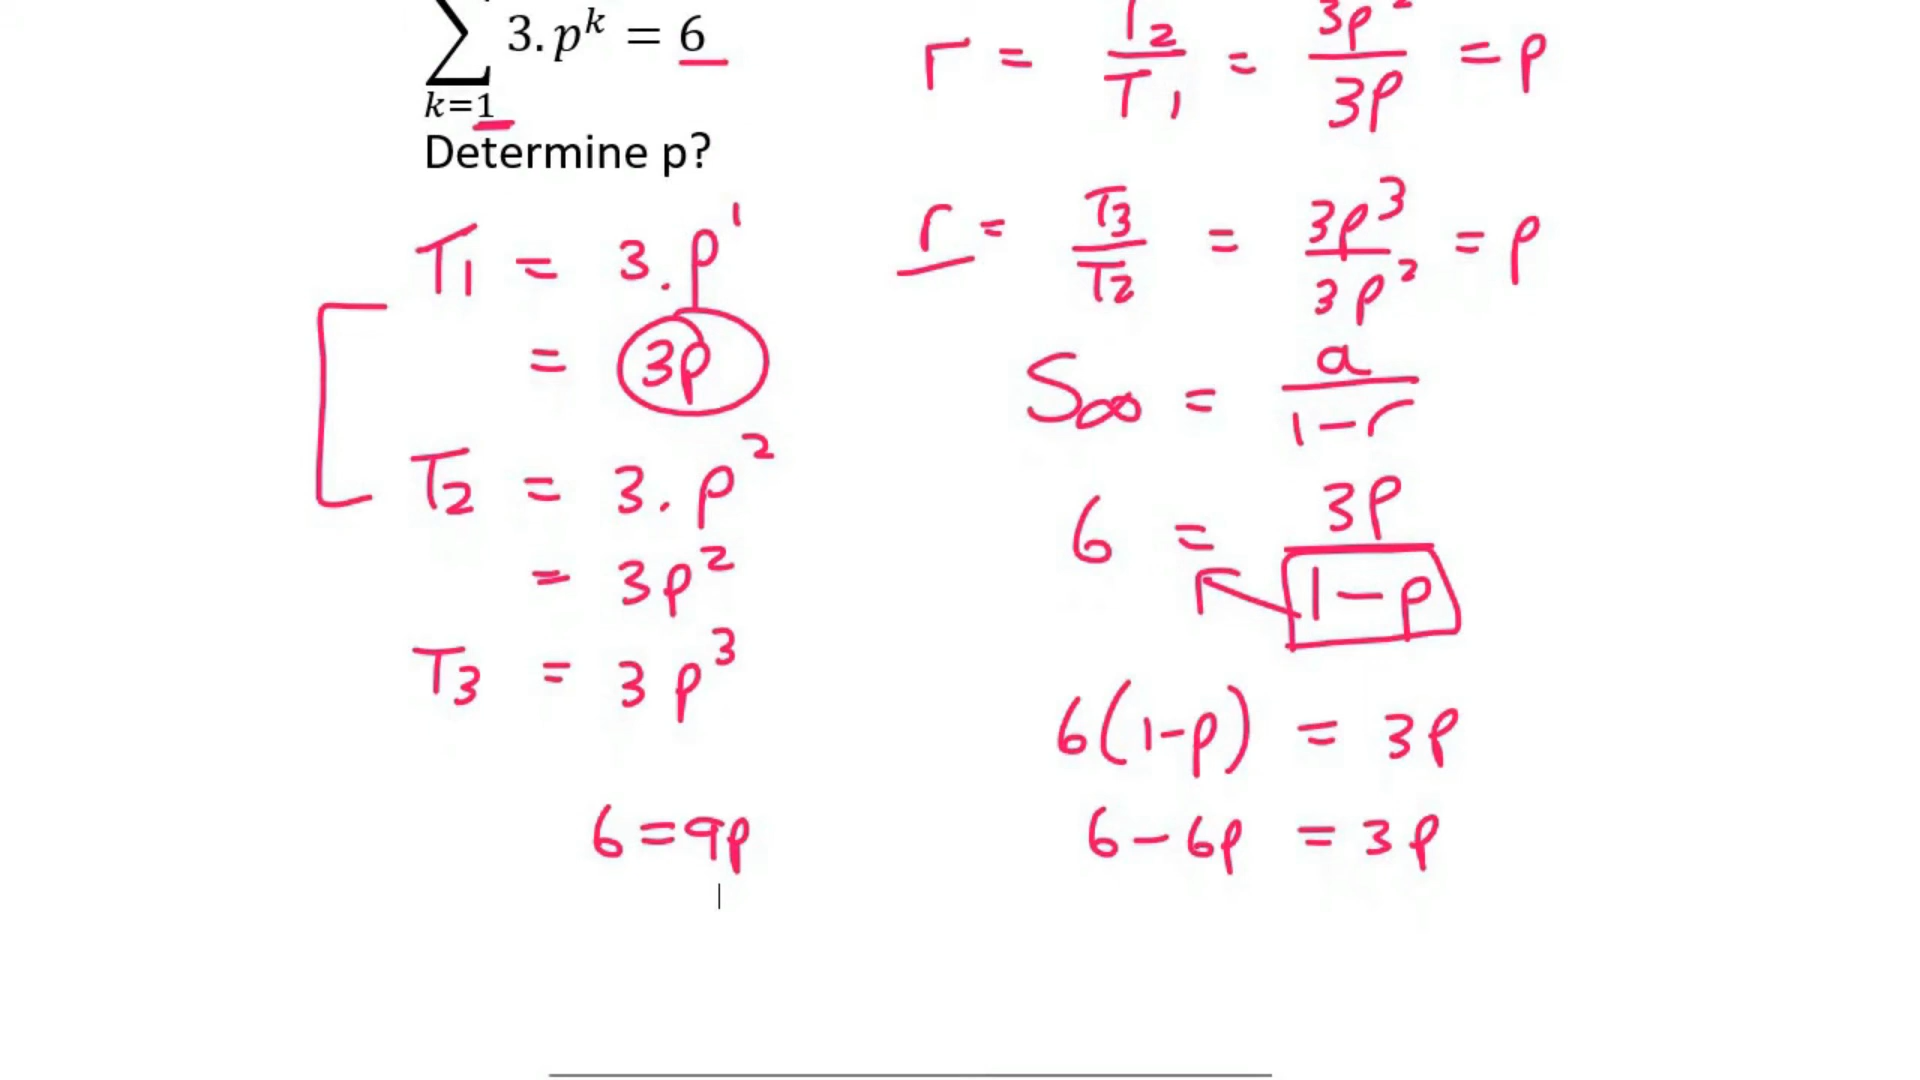 ∑ 3.p^k = 6
k=1
Determine p?
T1 = 3.p^1
= 3p
T2 = 3.p^2
= 3p^2
T3 = 3p^3
6=9p
r = T2/T1 = 3p^2/3p = p
r = T3/T2 = 3p^3/3p^2 = p
S∞ = a/1-r
6 = 3p/1-p
6(1-p) = 3p
6-6p = 3p